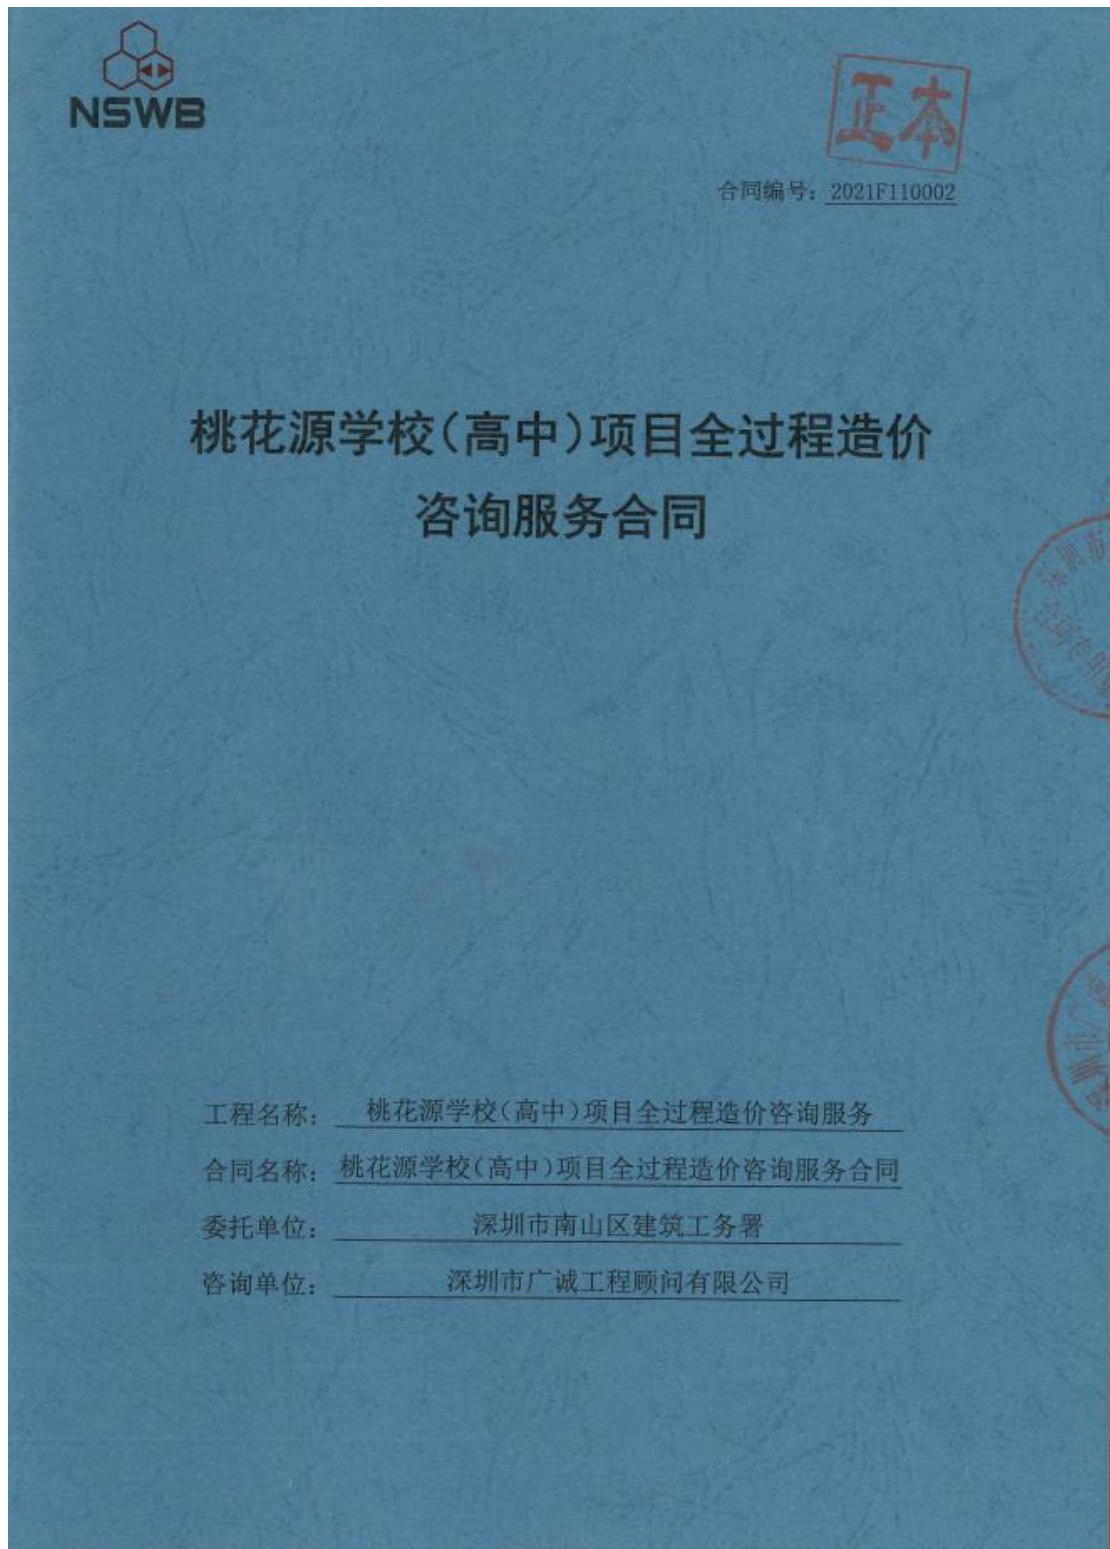 NSWB
正本
合同编号：2021F110002
桃花源学校（高中）项目全过程造价
咨询服务合同
工程名称：桃花源学校（高中）项目全过程造价咨询服务
合同名称：桃花源学校（高中）项目全过程造价咨询服务合同
委托单位：深圳市南山区建筑工务署
咨询单位：深圳市广诚工程顾问有限公司